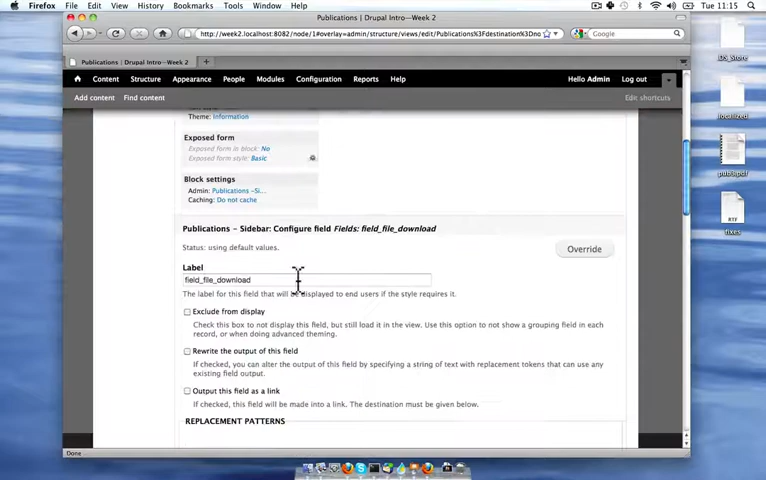 Firefox File Edit View History Bookmarks Tools Window Help Tue 11:15
Publications | Drupal Intro—Week 2
http://week2.localhost:8082/node/1#overlay=admin/structure/views/edit/Publications%3Fdestination%3Dno
Google
Publications | Drupal Intro—Week 2
Content Structure Appearance People Modules Configuration Reports Help Hello Admin Log out
Add content Find content Edit shortcuts
Theme: Information
Exposed form
Exposed form in block: No
Exposed form style: Basic
Block settings
Admin: Publications -Si...
Caching: Do not cache
Publications - Sidebar: Configure field Fields: field_file_download
Status: using default values.
Override
Label
field_file_download
The label for this field that will be displayed to end users if the style requires it.
Exclude from display
Check this box to not display this field, but still load it in the view. Use this option to not show a grouping field in each
record, or when doing advanced theming.
Rewrite the output of this field
If checked, you can alter the output of this field by specifying a string of text with replacement tokens that can use any
existing field output.
Output this field as a link
If checked, this field will be made into a link. The destination must be given below.
REPLACEMENT PATTERNS
Done
.DS_Store
.localized
RTF
fixes